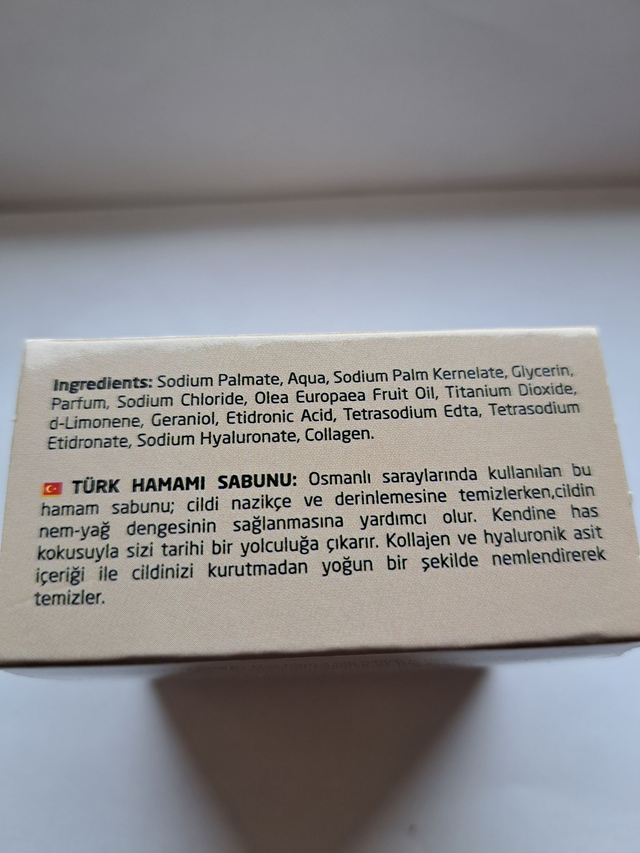 Ingredients: Sodium Palmate, Aqua, Sodium Palm Kernelate, Glycerin,
Parfum, Sodium Chloride, Olea Europaea Fruit Oil, Titanium Dioxide,
d-Limonene, Geraniol, Etidronic Acid, Tetrasodium Edta, Tetrasodium
Etidronate, Sodium Hyaluronate, Collagen.
TÜRK HAMAMI SABUNU: Osmanlı saraylarında kullanılan bu
hamam sabunu; cildi nazikçe ve derinlemesine temizlerken,cildin
nem-yağ dengesinin sağlanmasına yardımcı olur. Kendine has
kokusuyla sizi tarihi bir yolculuğa çıkarır. Kollajen ve hyaluronik asit
içeriği ile cildinizi kurutmadan yoğun bir şekilde nemlendirerek
temizler.